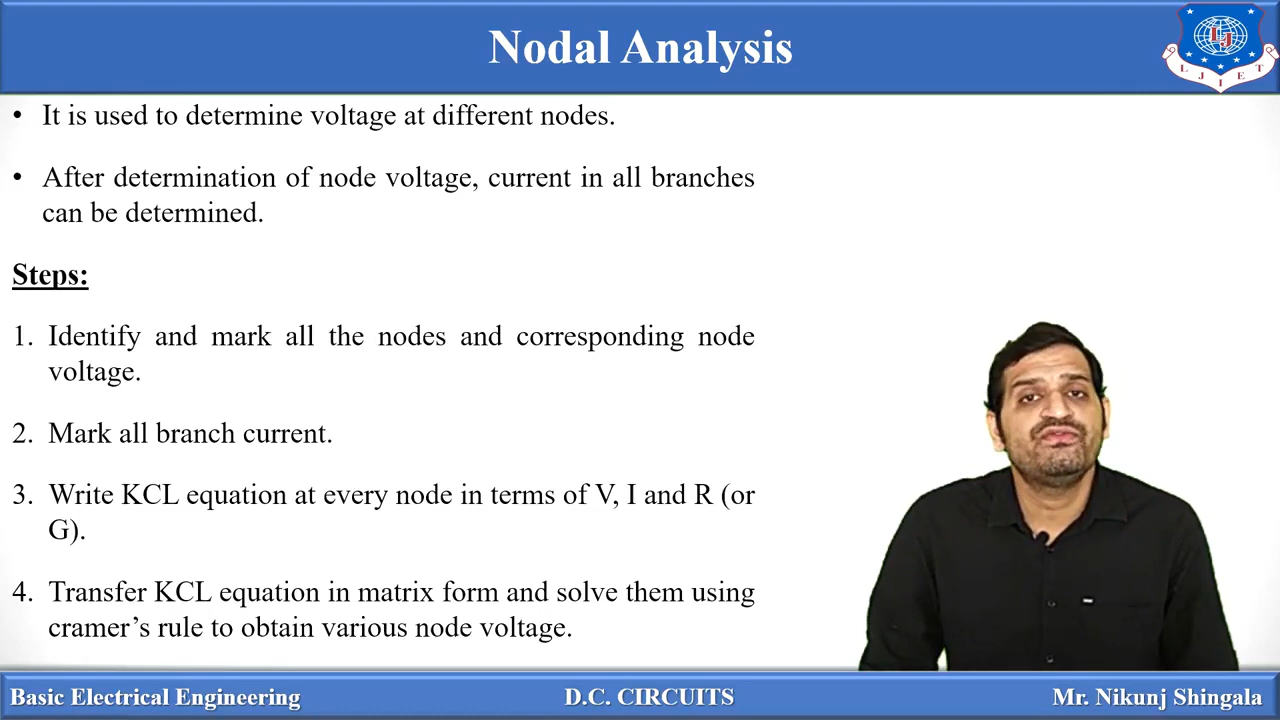 Nodal Analysis
LJ
L J I E T
• It is used to determine voltage at different nodes.
• After determination of node voltage, current in all branches
can be determined.
Steps:
1. Identify and mark all the nodes and corresponding node
voltage.
2. Mark all branch current.
3. Write KCL equation at every node in terms of V, I and R (or
G).
4. Transfer KCL equation in matrix form and solve them using
cramer’s rule to obtain various node voltage.
Basic Electrical Engineering
D.C. CIRCUITS
Mr. Nikunj Shingala